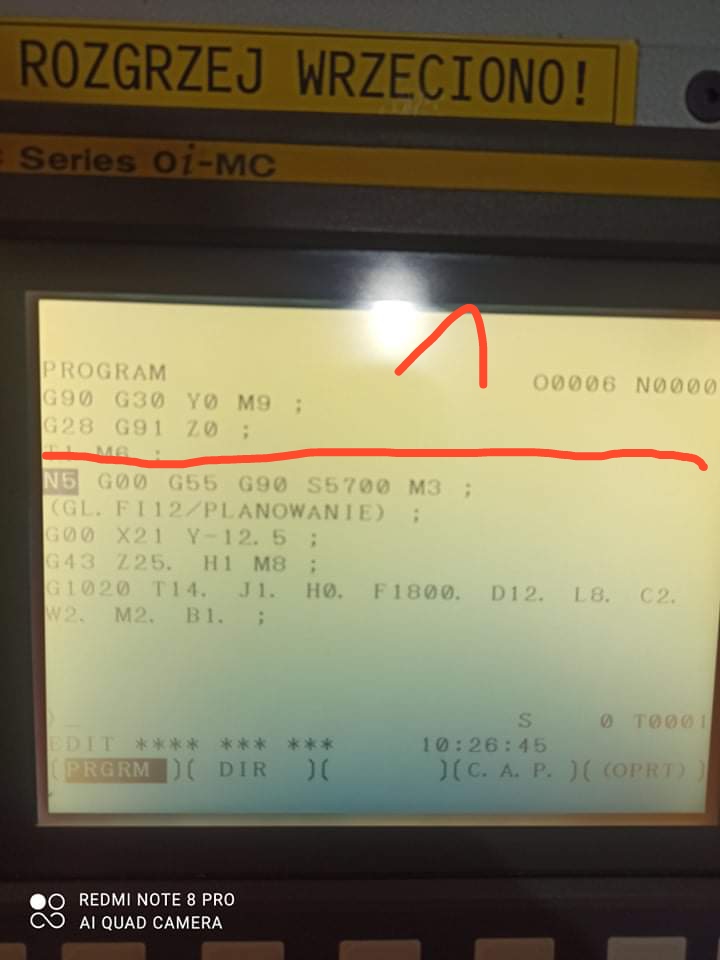 ROZGRZEJ WRZECIONO!
Series 0i-MC
PROGRAM
O0006 N0000
G90 G30 Y0 M9 ;
G28 G91 Z0 ;
T1 M6 ;
N5 G00 G55 G90 S5700 M3 ;
(GL. FI12/PLANOWANIE) ;
G00 X21 Y-12.5 ;
G43 Z25. H1 M8 ;
G1020 T14. J1. H0. F1800. D12. L8. C2.
W2. M2. B1. ;
)_
S 0 T0001
EDIT **** *** ***
10:26:45
(PRGRM )( DIR )( )(C.A.P.)((OPRT))
REDMI NOTE 8 PRO
AI QUAD CAMERA